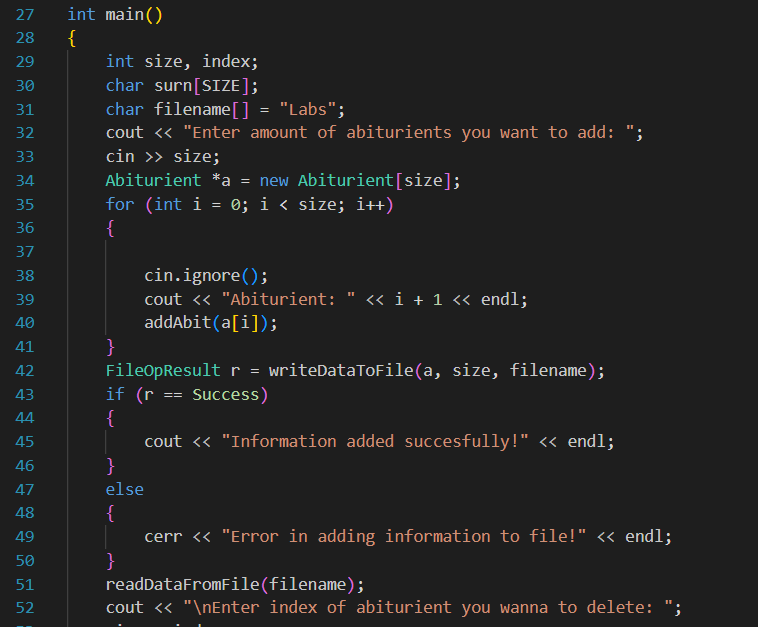 27 int main()
28 {
29 int size, index;
30 char surn[SIZE];
31 char filename[] = "Labs";
32 cout << "Enter amount of abiturients you want to add: ";
33 cin >> size;
34 Abiturient *a = new Abiturient[size];
35 for (int i = 0; i < size; i++)
36 {
37
38 cin.ignore();
39 cout << "Abiturient: " << i + 1 << endl;
40 addAbit(a[i]);
41 }
42 FileOpResult r = writeDataToFile(a, size, filename);
43 if (r == Success)
44 {
45 cout << "Information added succesfully!" << endl;
46 }
47 else
48 {
49 cerr << "Error in adding information to file!" << endl;
50 }
51 readDataFromFile(filename);
52 cout << "\nEnter index of abiturient you wanna to delete: ";